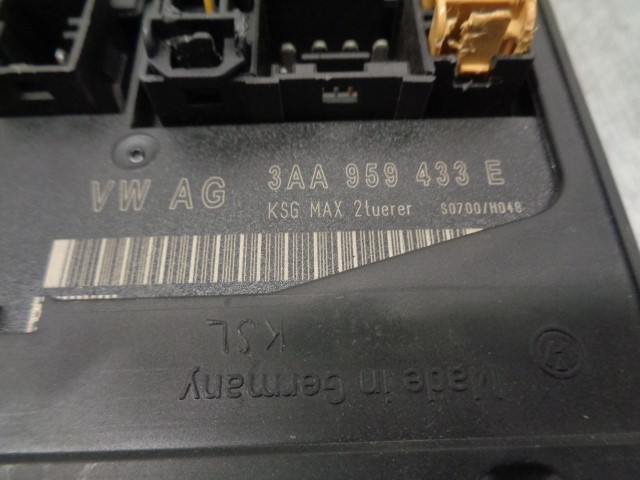 VW AG 3AA 959 433 E
KSG MAX 2tuerer S0700/H048
KSL
Made in Germany